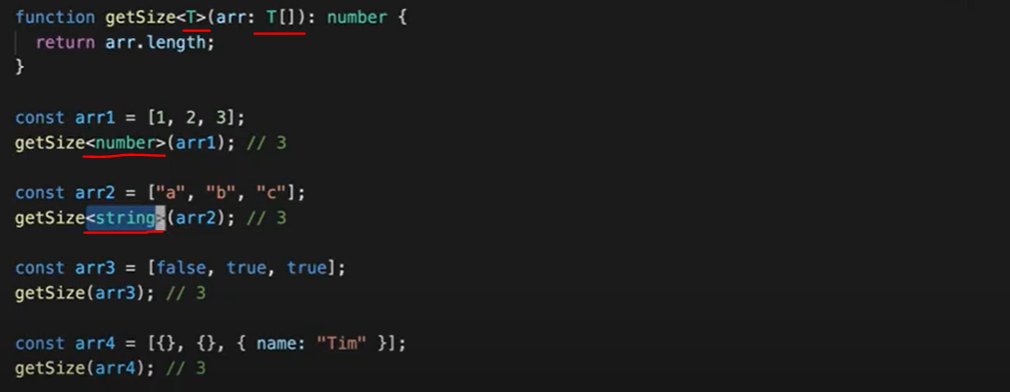 function getSize<T>(arr: T[]): number {
  return arr.length;
}
const arr1 = [1, 2, 3];
getSize<number>(arr1); // 3
const arr2 = ["a", "b", "c"];
getSize<string>(arr2); // 3
const arr3 = [false, true, true];
getSize(arr3); // 3
const arr4 = [{}, {}, { name: "Tim" }];
getSize(arr4); // 3